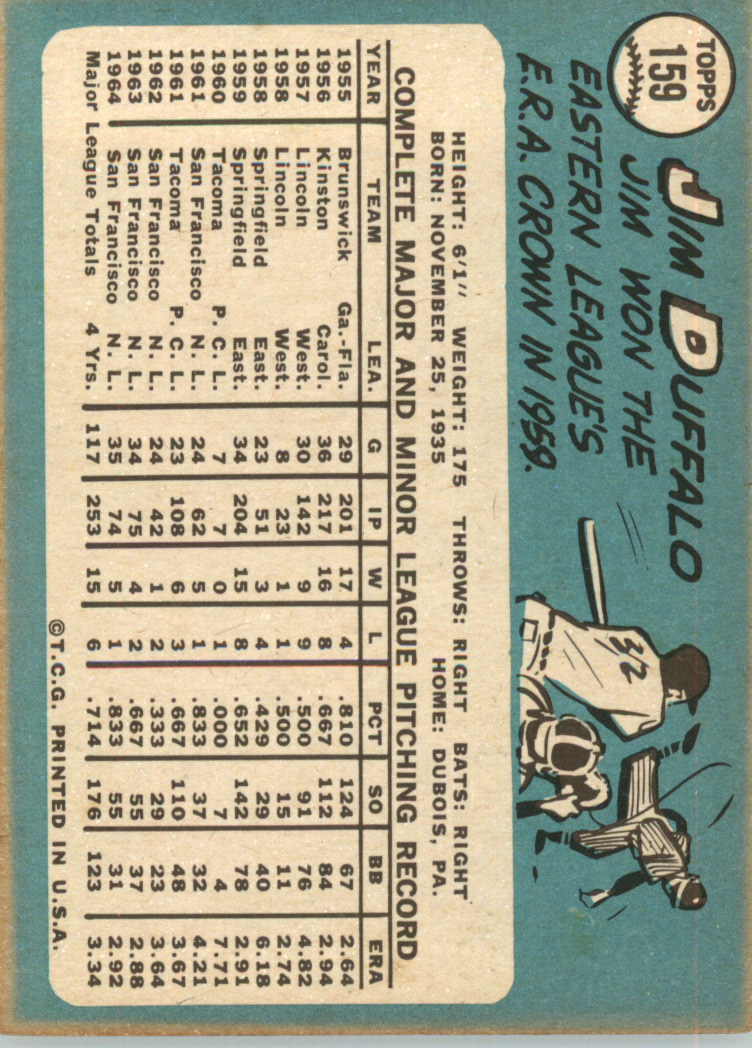 TOPPS
159
JIM DUFFALO
JIM WON THE
EASTERN LEAGUE'S
E.R.A. CROWN IN 1959.
32
HEIGHT: 6'1" WEIGHT: 175 THROWS: RIGHT BATS: RIGHT
BORN: NOVEMBER 25, 1935 HOME: DUBOIS, PA.
COMPLETE MAJOR AND MINOR LEAGUE PITCHING RECORD
YEAR TEAM LEA. G IP W L PCT SO BB ERA
1955 Brunswick Ga.-Fla. 29 201 17 4 .810 124 67 2.64
1956 Kinston Carol. 36 217 16 8 .667 112 84 2.94
1957 Lincoln West. 30 142 9 9 .500 91 76 4.82
1958 Lincoln West. 8 23 1 1 .500 15 11 2.74
1958 Springfield East. 23 51 3 4 .429 29 40 6.18
1959 Springfield East. 34 204 15 8 .652 142 78 2.91
1960 Tacoma P. C. L. 7 7 0 1 .000 7 4 7.71
1961 San Francisco N. L. 24 62 5 1 .833 37 32 4.21
1961 Tacoma P. C. L. 23 108 6 3 .667 110 48 3.67
1962 San Francisco N. L. 24 42 1 2 .333 29 23 3.64
1963 San Francisco N. L. 34 75 4 2 .667 55 37 2.88
1964 San Francisco N. L. 35 74 5 1 .833 55 31 2.92
Major League Totals 4 Yrs. 117 253 15 6 .714 176 123 3.34
©T.C.G. PRINTED IN U.S.A.